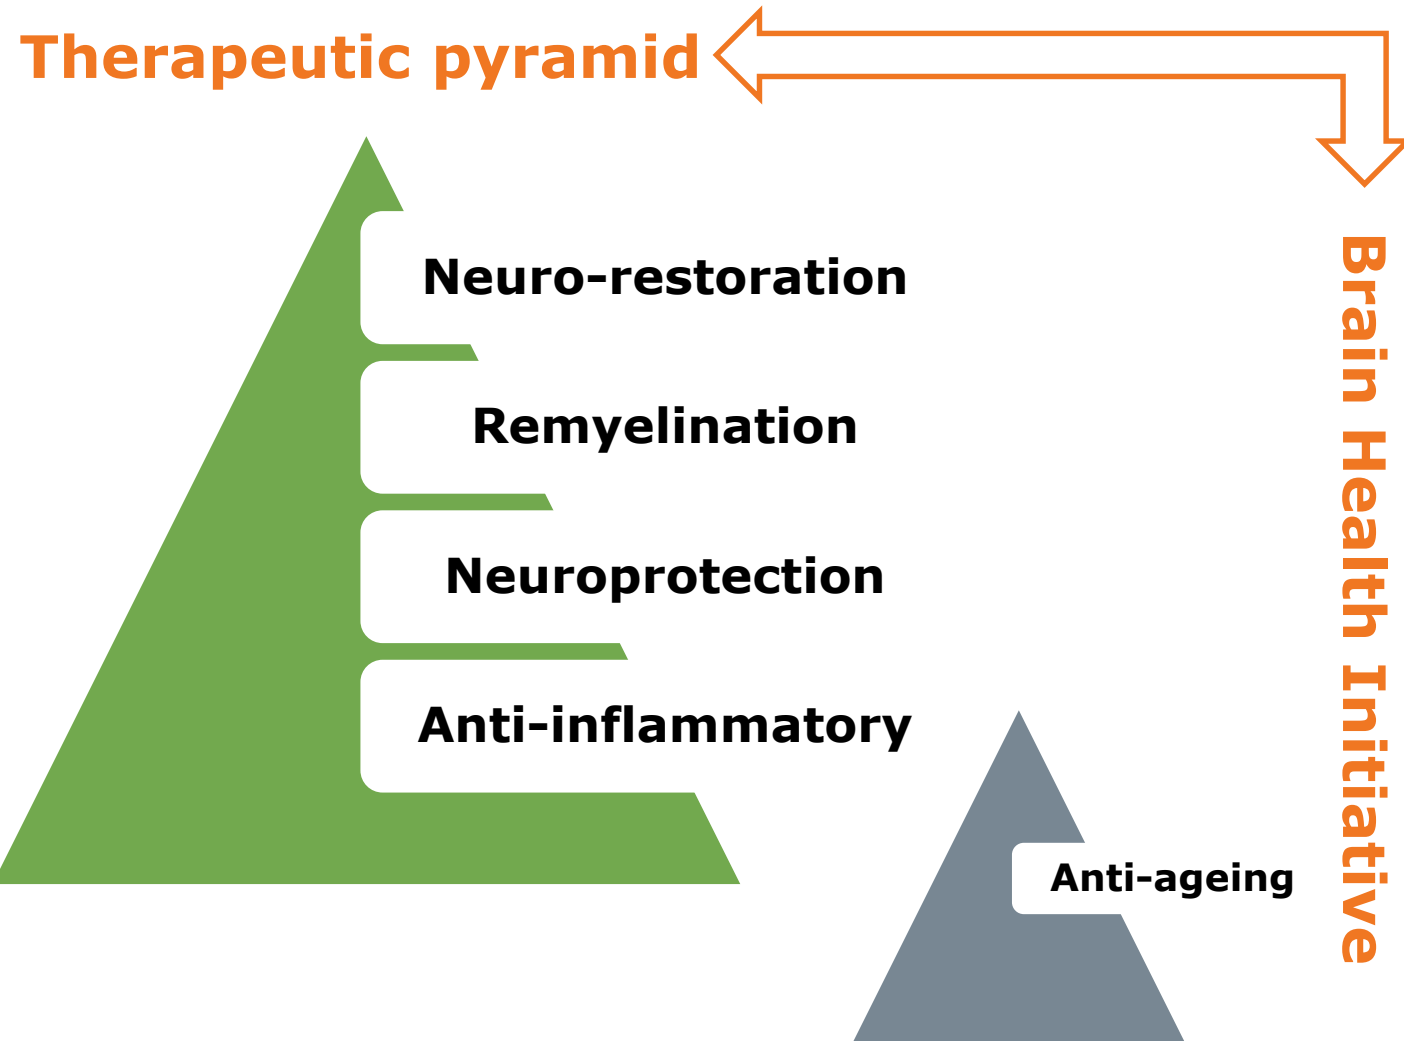 Therapeutic pyramid
Neuro-restoration
Remyelination
Neuroprotection
Anti-inflammatory
Anti-ageing
Brain Health Initiative